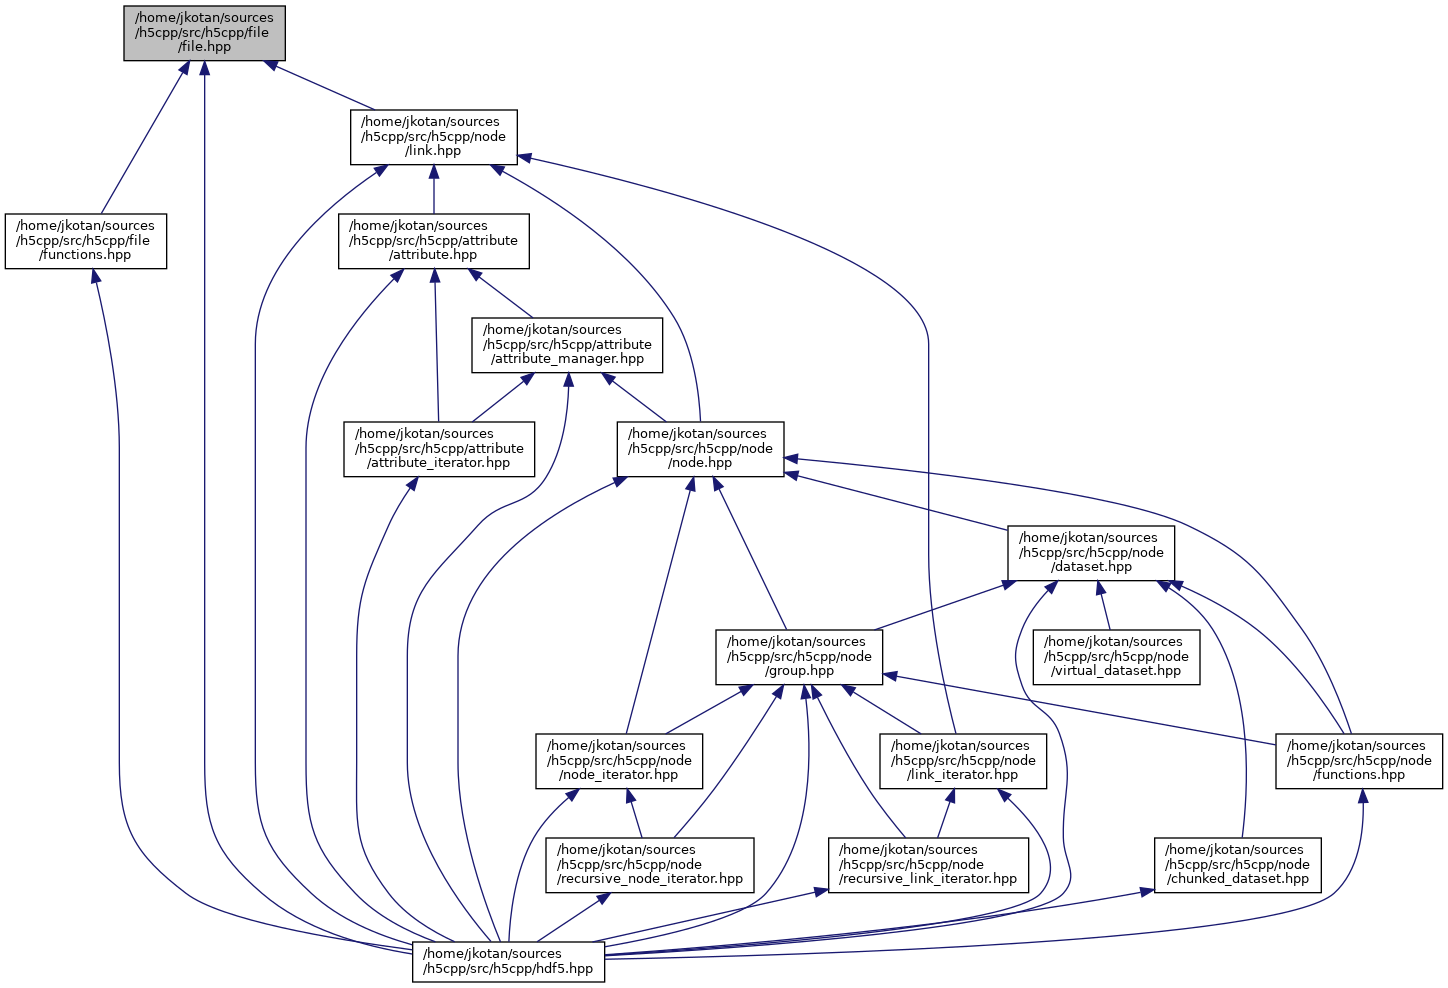 /home/jkotan/sources
/h5cpp/src/h5cpp/file
/file.hpp
/home/jkotan/sources
/h5cpp/src/h5cpp/node
/link.hpp
/home/jkotan/sources
/h5cpp/src/h5cpp/file
/functions.hpp
/home/jkotan/sources
/h5cpp/src/h5cpp/attribute
/attribute.hpp
/home/jkotan/sources
/h5cpp/src/h5cpp/attribute
/attribute_manager.hpp
/home/jkotan/sources
/h5cpp/src/h5cpp/attribute
/attribute_iterator.hpp
/home/jkotan/sources
/h5cpp/src/h5cpp/node
/node.hpp
/home/jkotan/sources
/h5cpp/src/h5cpp/node
/dataset.hpp
/home/jkotan/sources
/h5cpp/src/h5cpp/node
/group.hpp
/home/jkotan/sources
/h5cpp/src/h5cpp/node
/virtual_dataset.hpp
/home/jkotan/sources
/h5cpp/src/h5cpp/node
/node_iterator.hpp
/home/jkotan/sources
/h5cpp/src/h5cpp/node
/link_iterator.hpp
/home/jkotan/sources
/h5cpp/src/h5cpp/node
/functions.hpp
/home/jkotan/sources
/h5cpp/src/h5cpp/node
/recursive_node_iterator.hpp
/home/jkotan/sources
/h5cpp/src/h5cpp/node
/recursive_link_iterator.hpp
/home/jkotan/sources
/h5cpp/src/h5cpp/node
/chunked_dataset.hpp
/home/jkotan/sources
/h5cpp/src/h5cpp/hdf5.hpp